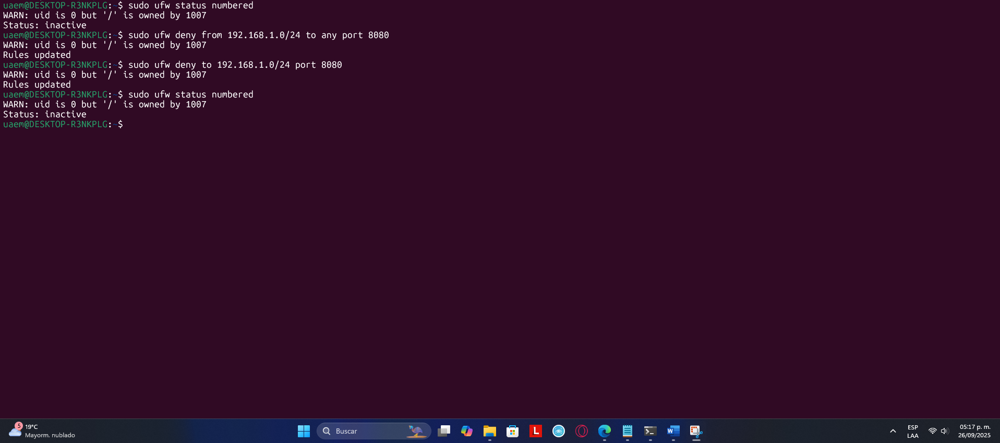 uaem@DESKTOP-R3NKPLG:~$ sudo ufw status numbered
WARN: uid is 0 but '/' is owned by 1007
Status: inactive
uaem@DESKTOP-R3NKPLG:~$ sudo ufw deny from 192.168.1.0/24 to any port 8080
WARN: uid is 0 but '/' is owned by 1007
Rules updated
uaem@DESKTOP-R3NKPLG:~$ sudo ufw deny to 192.168.1.0/24 port 8080
WARN: uid is 0 but '/' is owned by 1007
Rules updated
uaem@DESKTOP-R3NKPLG:~$ sudo ufw status numbered
WARN: uid is 0 but '/' is owned by 1007
Status: inactive
uaem@DESKTOP-R3NKPLG:~$
5
19°C
Mayorm. nublado
Buscar
L
W
ESP
LAA
05:17 p. m.
26/09/2025